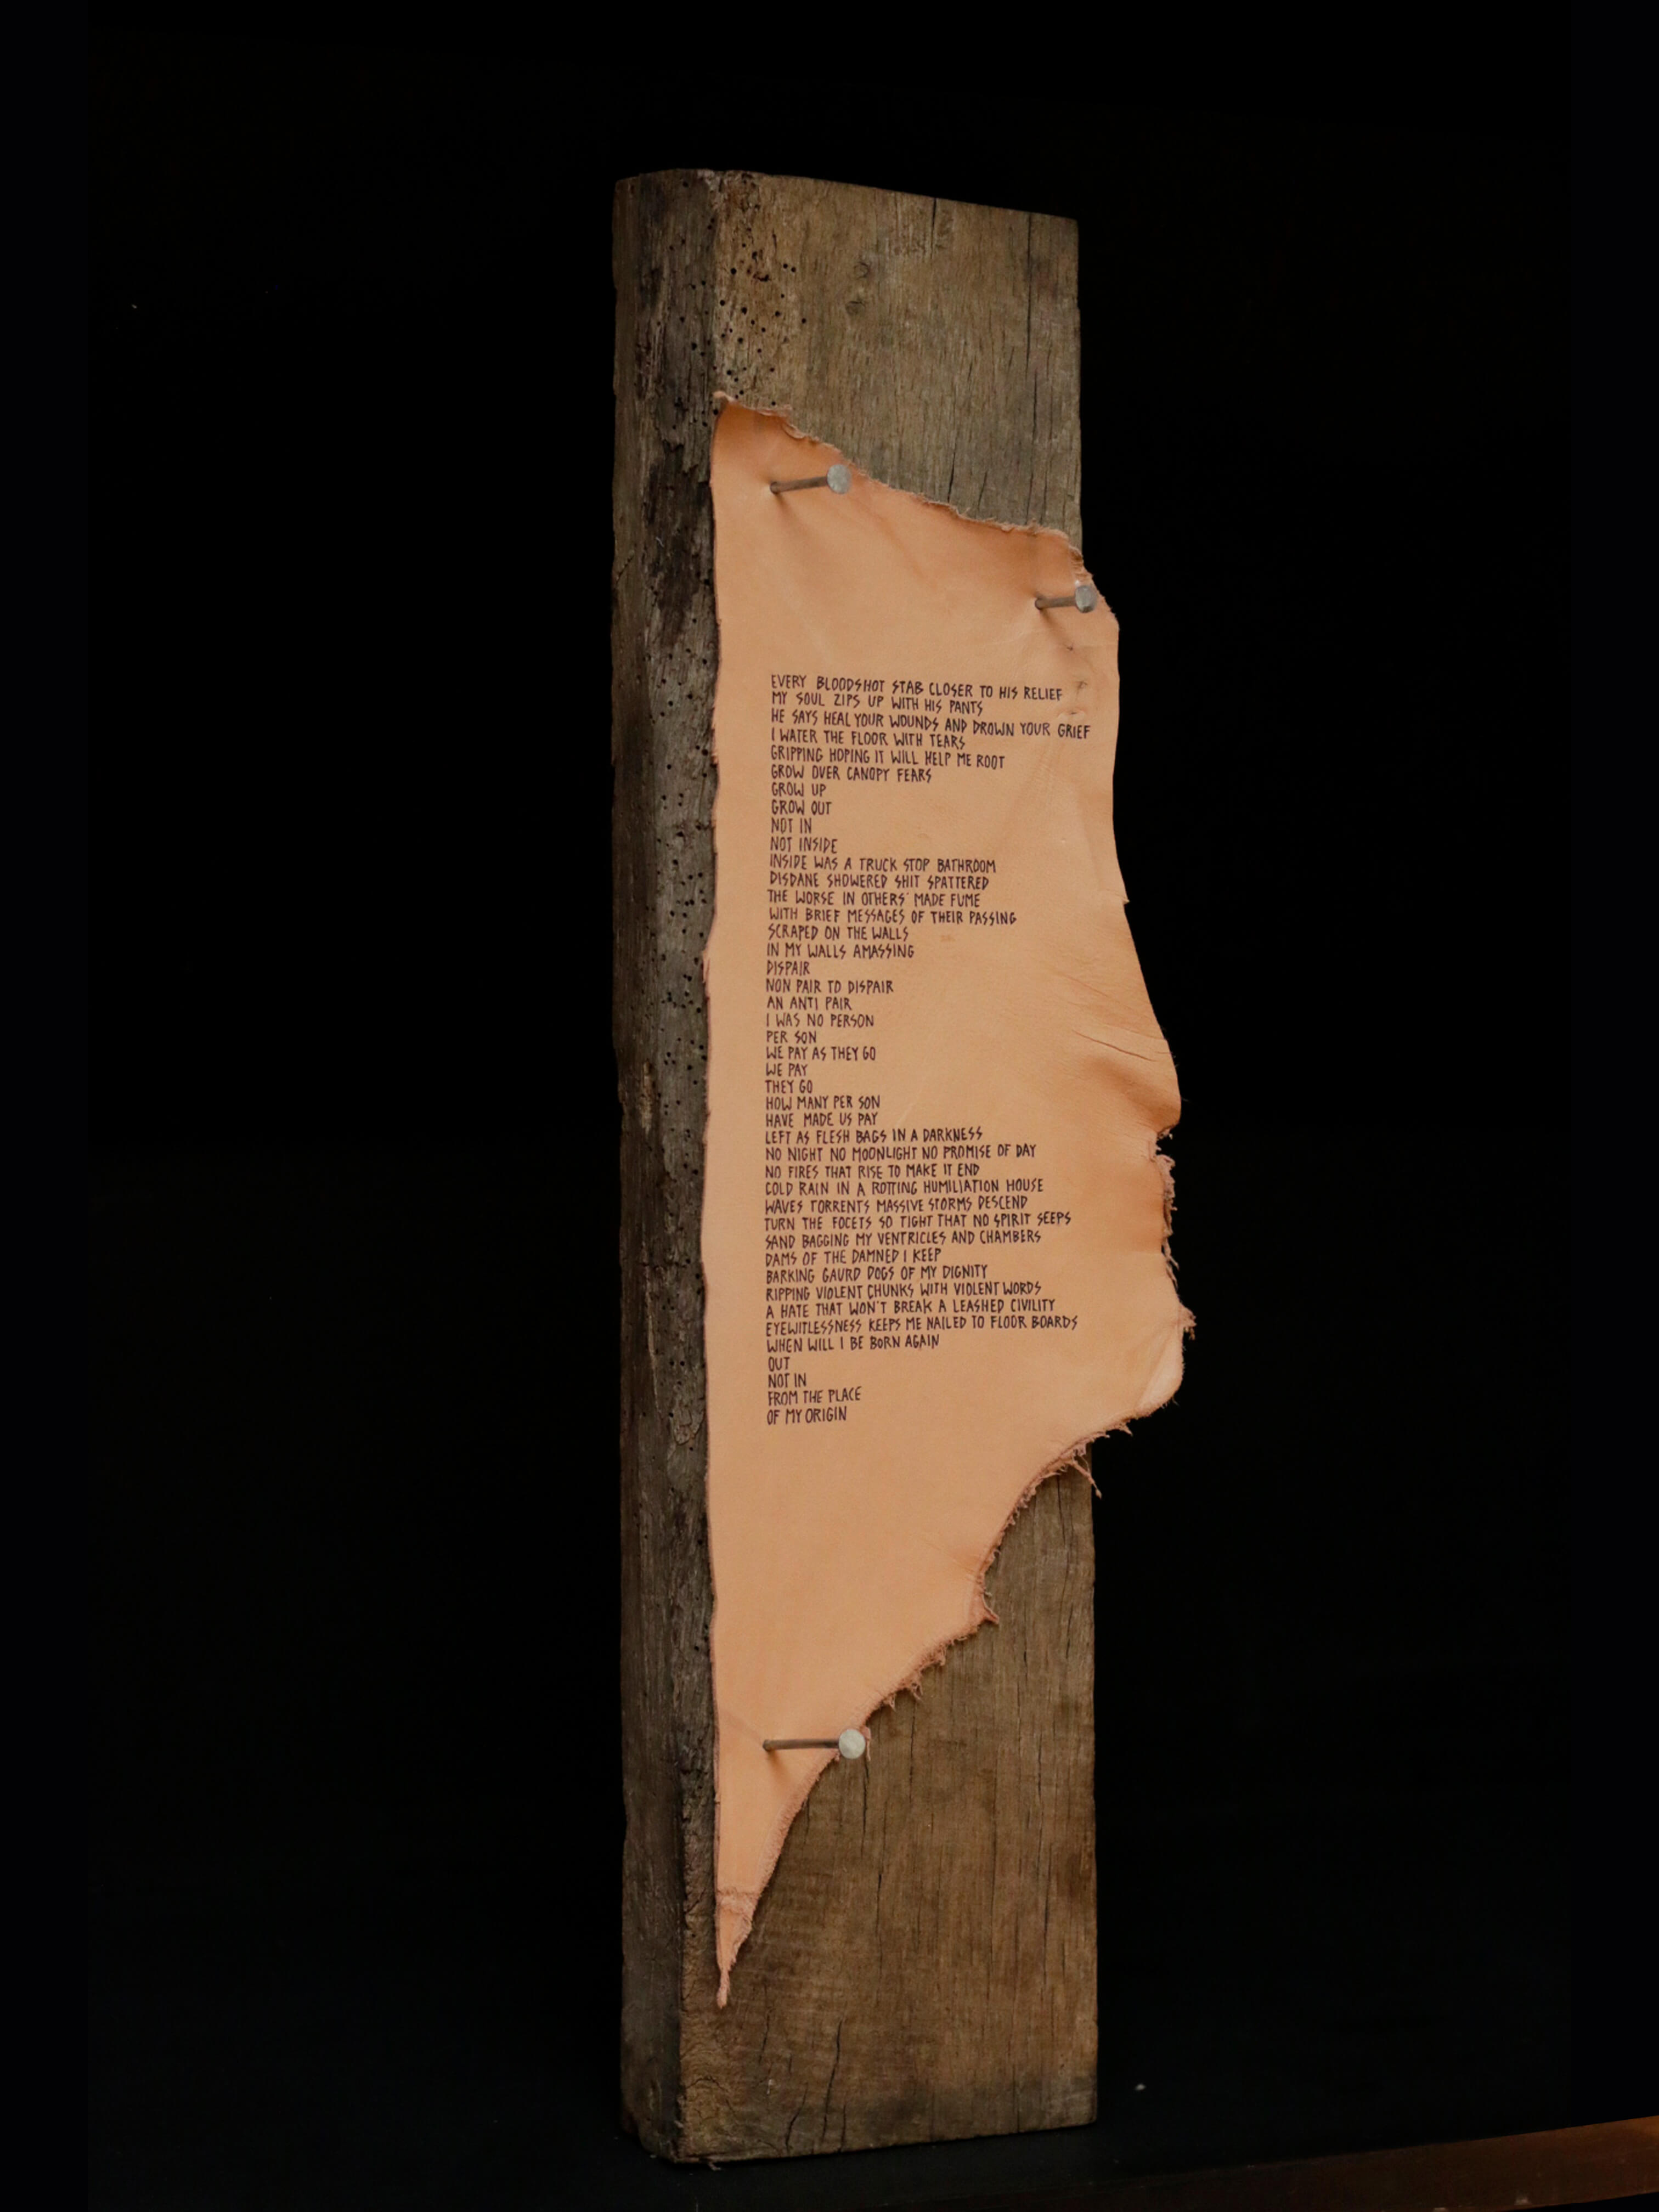 EVERY BLOODSHOT STAB CLOSER TO HIS RELIEF
MY SOUL ZIPS UP WITH HIS PANTS
HE SAYS HEAL YOUR WOUNDS AND DROWN YOUR GRIEF
I WATER THE FLOOR WITH TEARS
GRIPPING HOPING IT WILL HELP ME ROOT
GROW OVER CANOPY FEARS
GROW UP
GROW OUT
NOT IN
NOT INSIDE
INSIDE WAS A TRUCK STOP BATHROOM
DISDANE SHOWERED SHIT SPATTERED
THE WORSE IN OTHERS' MADE FUME
WITH BRIEF MESSAGES OF THEIR PASSING
SCRAPED ON THE WALLS
IN MY WALLS AMASSING
DISPAIR
NON PAIR TO DISPAIR
AN ANTI PAIR
I WAS NO PERSON
PER SON
WE PAY AS THEY GO
WE PAY
THEY GO
HOW MANY PER SON
HAVE MADE US PAY
LEFT AS FLESH BAGS IN A DARKNESS
NO NIGHT NO MOONLIGHT NO PROMISE OF DAY
NO FIRES THAT RISE TO MAKE IT END
COLD RAIN IN A ROTTING HUMILIATION HOUSE
WAVES TORRENTS MASSIVE STORMS DESCEND
TURN THE FOCETS SO TIGHT THAT NO SPIRIT SEEPS
SAND BAGGING MY VENTRICLES AND CHAMBERS
DAMS OF THE DAMNED I KEEP
BARKING GAURD DOGS OF MY DIGNITY
RIPPING VIOLENT CHUNKS WITH VIOLENT WORDS
A HATE THAT WON'T BREAK A LEASHED CIVILITY
EYEWITLESSNESS KEEPS ME NAILED TO FLOOR BOARDS
WHEN WILL I BE BORN AGAIN
OUT
NOT IN
FROM THE PLACE
OF MY ORIGIN